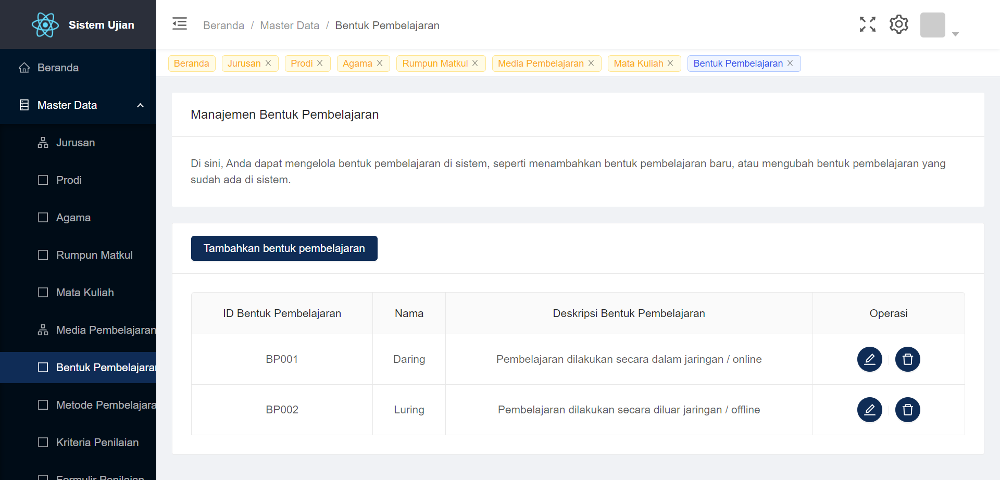 Sistem Ujian
Beranda / Master Data / Bentuk Pembelajaran
Beranda
Jurusan
Prodi
Agama
Rumpun Matkul
Media Pembelajaran
Mata Kuliah
Bentuk Pembelajaran
Beranda
Master Data
Jurusan
Prodi
Agama
Rumpun Matkul
Mata Kuliah
Media Pembelajaran
Bentuk Pembelajaran
Metode Pembelajara
Kriteria Penilaian
Formulir Penilaian
Manajemen Bentuk Pembelajaran
Di sini, Anda dapat mengelola bentuk pembelajaran di sistem, seperti menambahkan bentuk pembelajaran baru, atau mengubah bentuk pembelajaran yang
sudah ada di sistem.
Tambahkan bentuk pembelajaran
ID Bentuk Pembelajaran Nama Deskripsi Bentuk Pembelajaran Operasi
BP001 Daring Pembelajaran dilakukan secara dalam jaringan / online
BP002 Luring Pembelajaran dilakukan secara diluar jaringan / offline